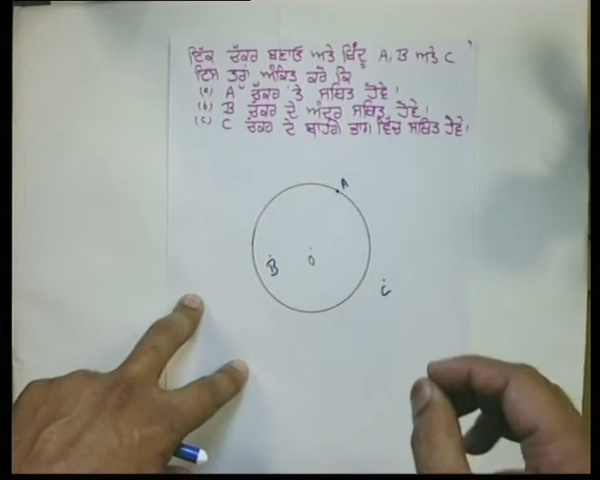 ਇੱਕ ਚੱਕਰ ਬਣਾਓ ਅਤੇ ਬਿੰਦੂ A, B ਅਤੇ C
ਇਸ ਤਰਾਂ ਅੰਕਿਤ ਕਰੋ ਕਿ
(a) A ਚੱਕਰ 'ਤੇ ਸਥਿਤ ਹੋਵੇ।
(b) B ਚੱਕਰ ਦੇ ਅੰਦਰ ਸਥਿਤ ਹੋਵੇ।
(c) C ਚੱਕਰ ਦੇ ਬਾਹਰੀ ਭਾਗ ਵਿੱਚ ਸਥਿਤ ਹੋਵੇ।
A
B
O
C